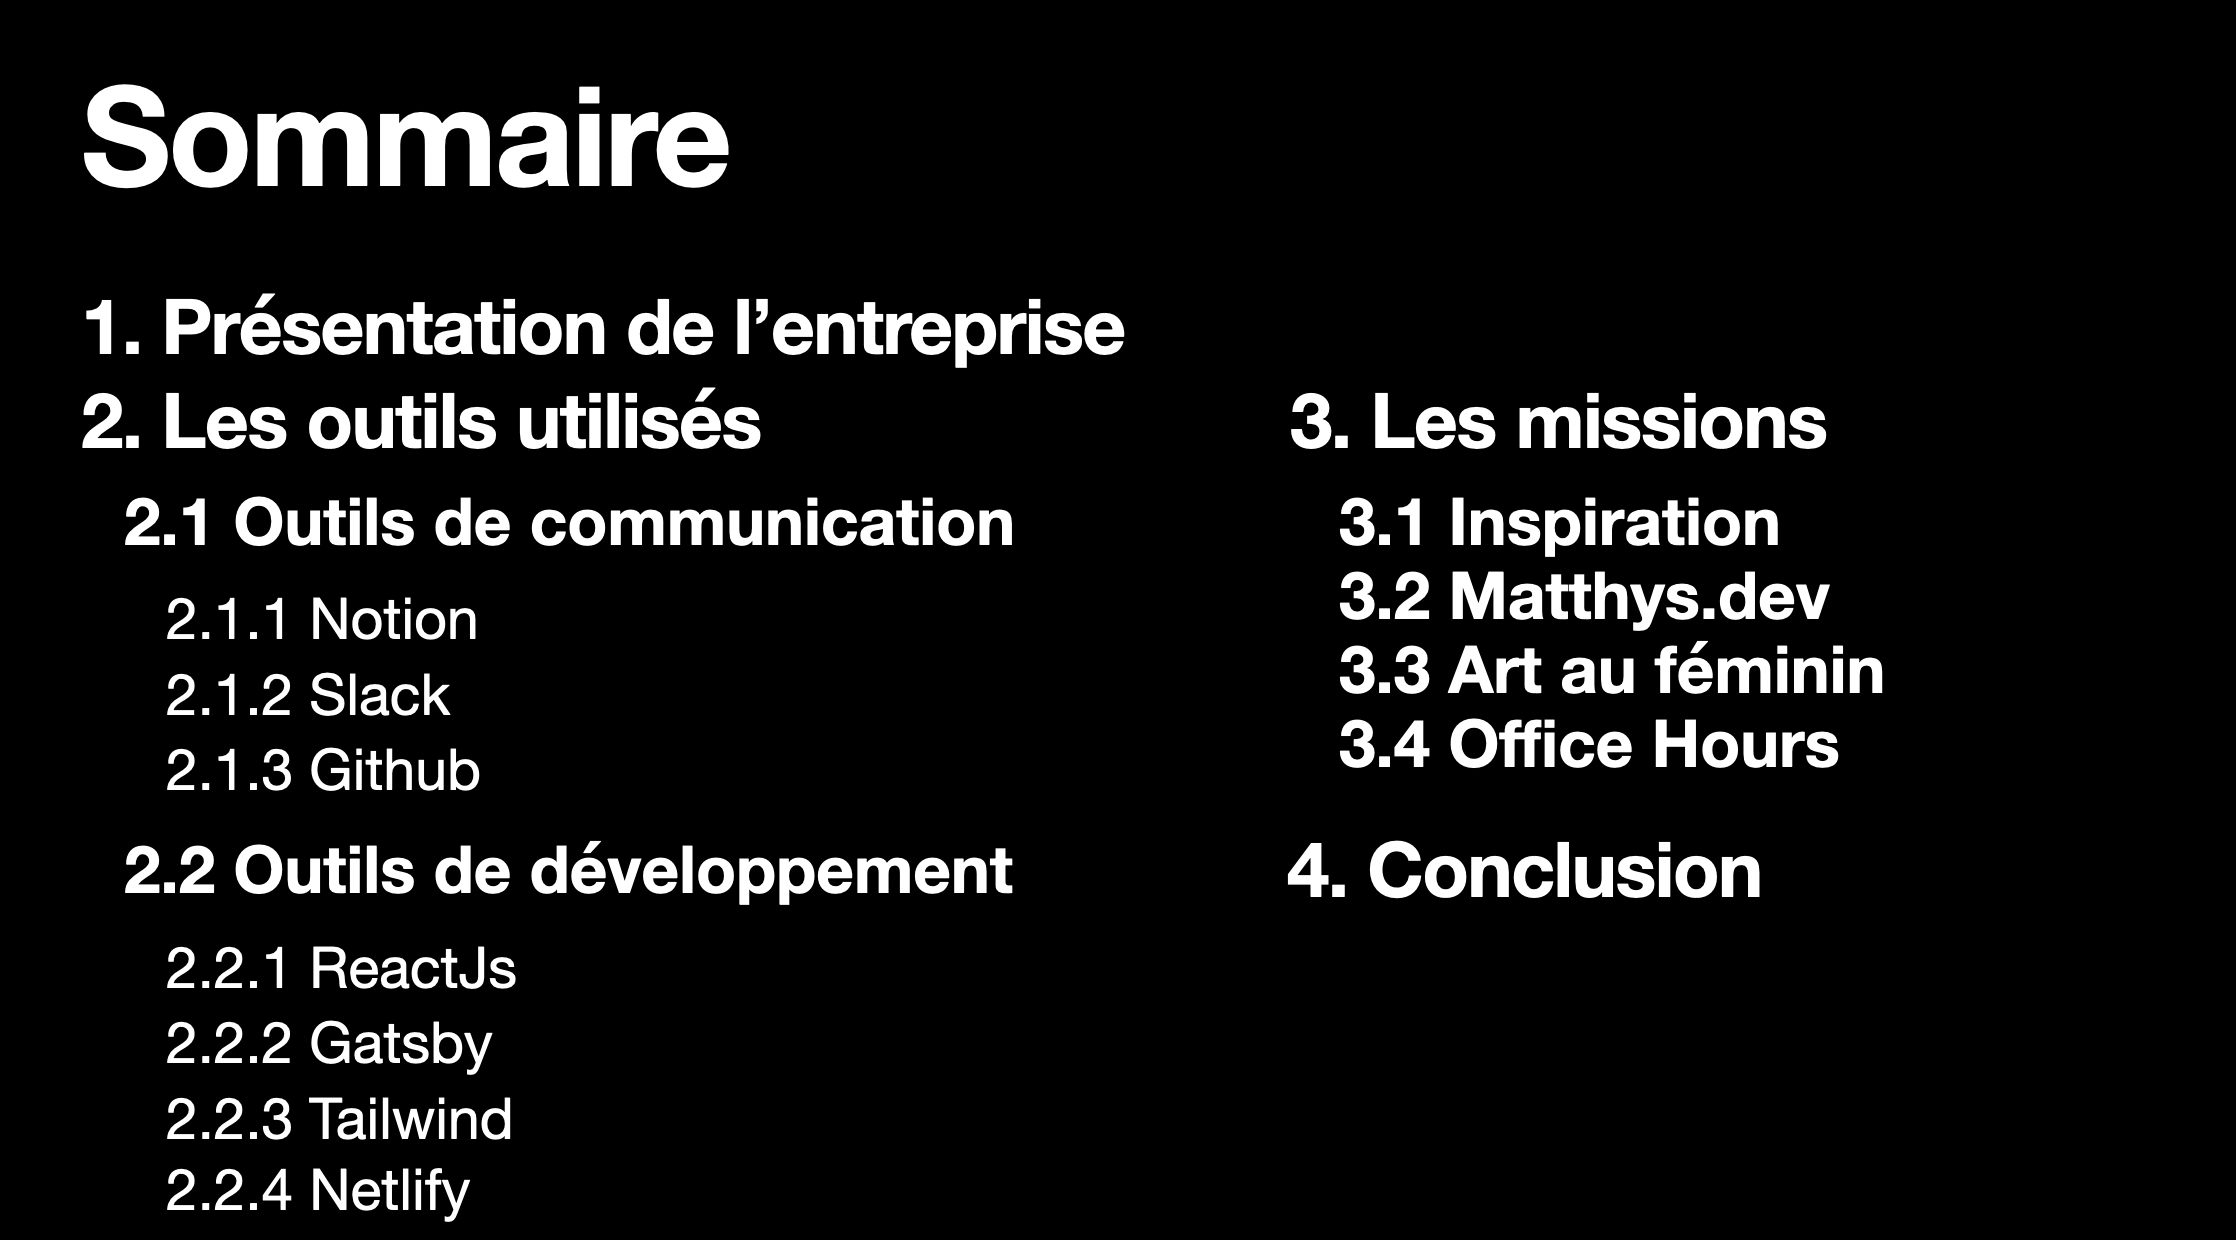 Sommaire
1. Présentation de l’entreprise
2. Les outils utilisés
2.1 Outils de communication
2.1.1 Notion
2.1.2 Slack
2.1.3 Github
2.2 Outils de développement
2.2.1 ReactJs
2.2.2 Gatsby
2.2.3 Tailwind
2.2.4 Netlify
3. Les missions
3.1 Inspiration
3.2 Matthys.dev
3.3 Art au féminin
3.4 Office Hours
4. Conclusion